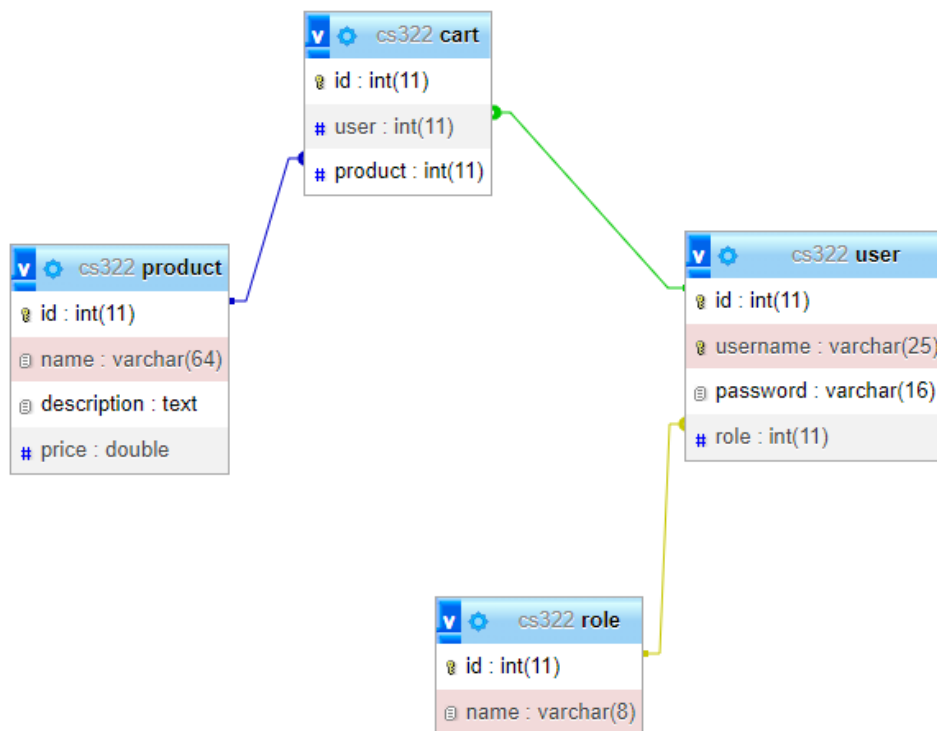 v cs322 cart
id : int(11)
# user : int(11)
# product : int(11)
v cs322 product
id : int(11)
name : varchar(64)
description : text
# price : double
v cs322 user
id : int(11)
username : varchar(25)
password : varchar(16)
# role : int(11)
v cs322 role
id : int(11)
name : varchar(8)